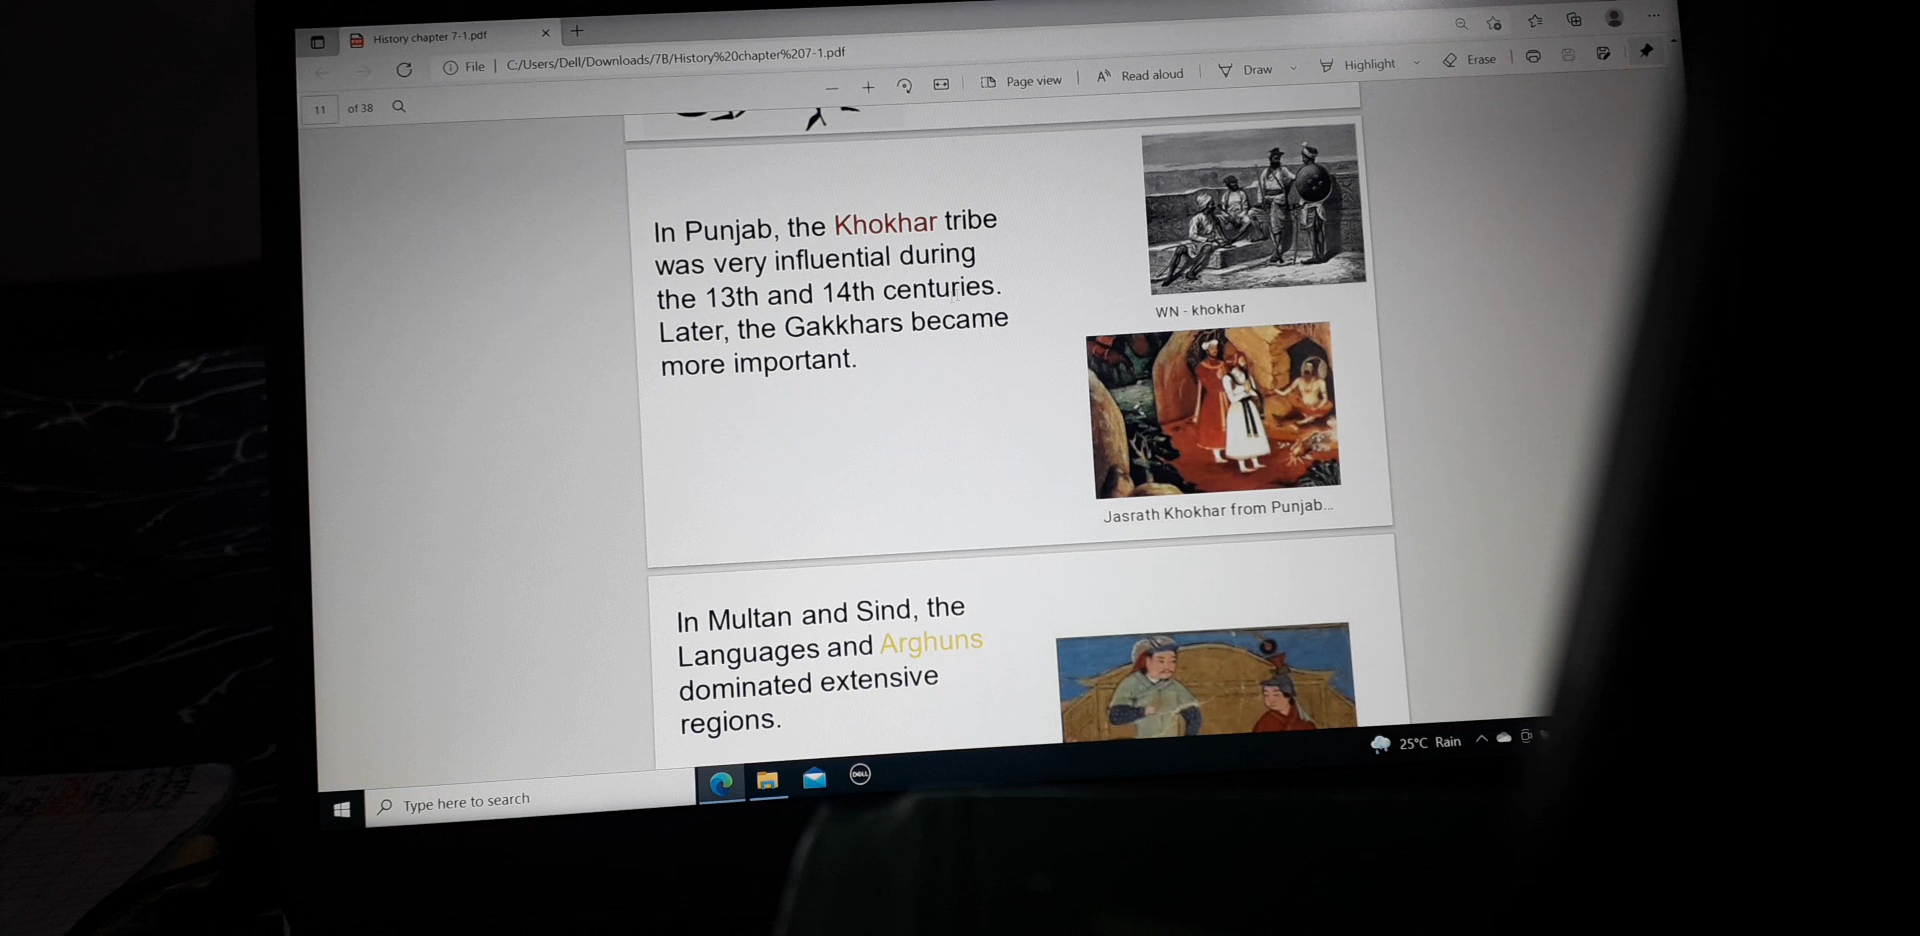 History chapter 7-1.pdf
File | C:/Users/Dell/Downloads/7B/History%20chapter%207-1.pdf
11 of 38
Page view
Read aloud
Draw
Highlight
Erase
In Punjab, the Khokhar tribe
was very influential during
the 13th and 14th centuries.
Later, the Gakkhars became
more important.
WN - khokhar
Jasrath Khokhar from Punjab...
In Multan and Sind, the
Languages and Arghuns
dominated extensive
regions.
25°C Rain
Type here to search
DELL